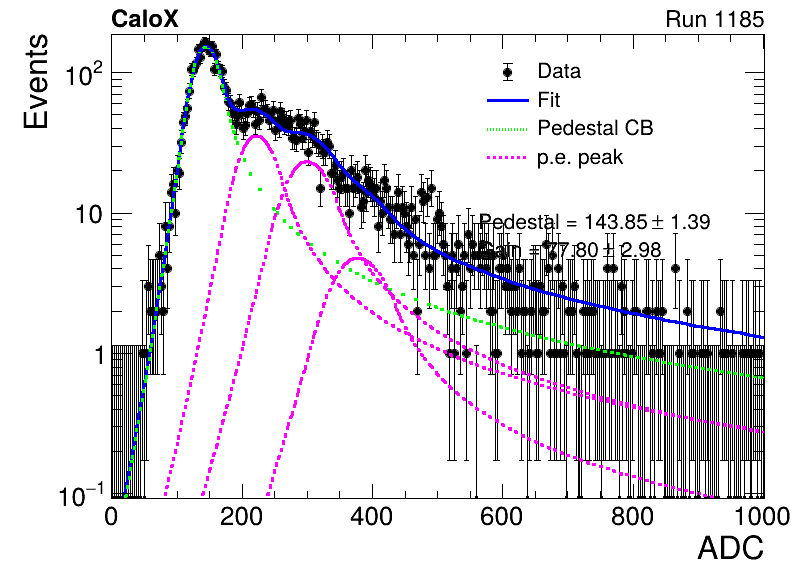 CaloX Run 1185
Events
Data
Fit
Pedestal CB
p.e. peak
Pedestal = 143.85 ± 1.39
Gain = 77.80 ± 2.98
10²
10
1
10⁻¹
0 200 400 600 800 1000
ADC